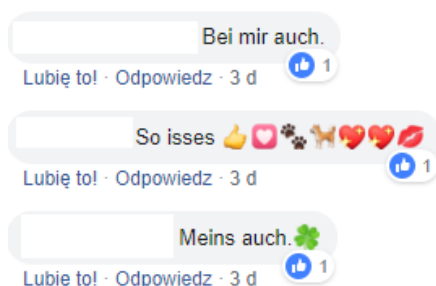 Bei mir auch.
1
Lubię to! · Odpowiedz · 3 d
So isses 👍💟🐾🐕💖💖💋
1
Lubię to! · Odpowiedz · 3 d
Meins auch.🍀
1
Lubię to! · Odpowiedz · 3 d